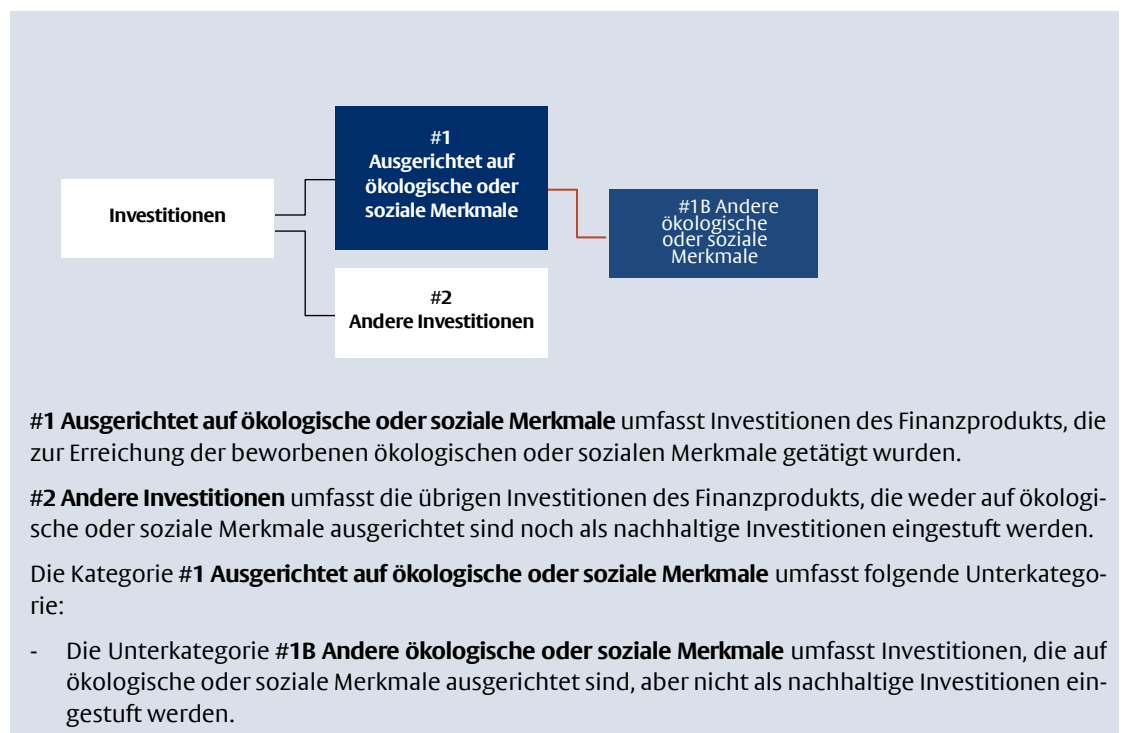 #1
Ausgerichtet auf
ökologische oder
soziale Merkmale
Investitionen
#1B Andere
ökologische
oder soziale
Merkmale
#2
Andere Investitionen
#1 Ausgerichtet auf ökologische oder soziale Merkmale umfasst Investitionen des Finanzprodukts, die
zur Erreichung der beworbenen ökologischen oder sozialen Merkmale getätigt wurden.
#2 Andere Investitionen umfasst die übrigen Investitionen des Finanzprodukts, die weder auf ökologi-
sche oder soziale Merkmale ausgerichtet sind noch als nachhaltige Investitionen eingestuft werden.
Die Kategorie #1 Ausgerichtet auf ökologische oder soziale Merkmale umfasst folgende Unterkatego-
rie:
- Die Unterkategorie #1B Andere ökologische oder soziale Merkmale umfasst Investitionen, die auf
ökologische oder soziale Merkmale ausgerichtet sind, aber nicht als nachhaltige Investitionen ein-
gestuft werden.